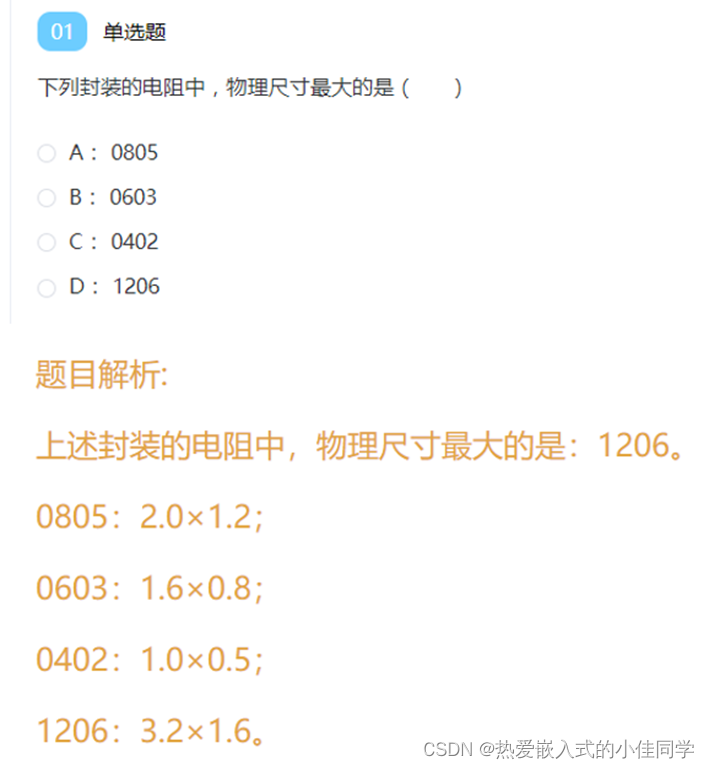 01 单选题
下列封装的电阻中，物理尺寸最大的是（　　）
A： 0805
B： 0603
C： 0402
D： 1206
题目解析:
上述封装的电阻中，物理尺寸最大的是：1206。
0805：2.0×1.2；
0603：1.6×0.8；
0402：1.0×0.5；
1206：3.2×1.6。
CSDN @热爱嵌入式的小佳同学